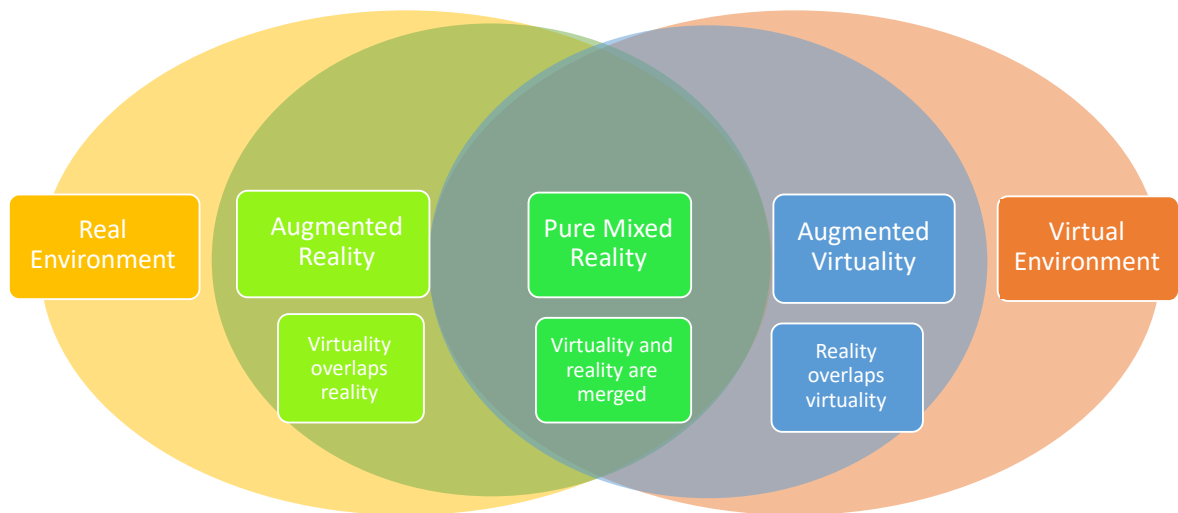 Real
Environment
Augmented
Reality
Pure Mixed
Reality
Augmented
Virtuality
Virtual
Environment
Virtuality
overlaps
reality
Virtuality and
reality are
merged
Reality
overlaps
virtuality